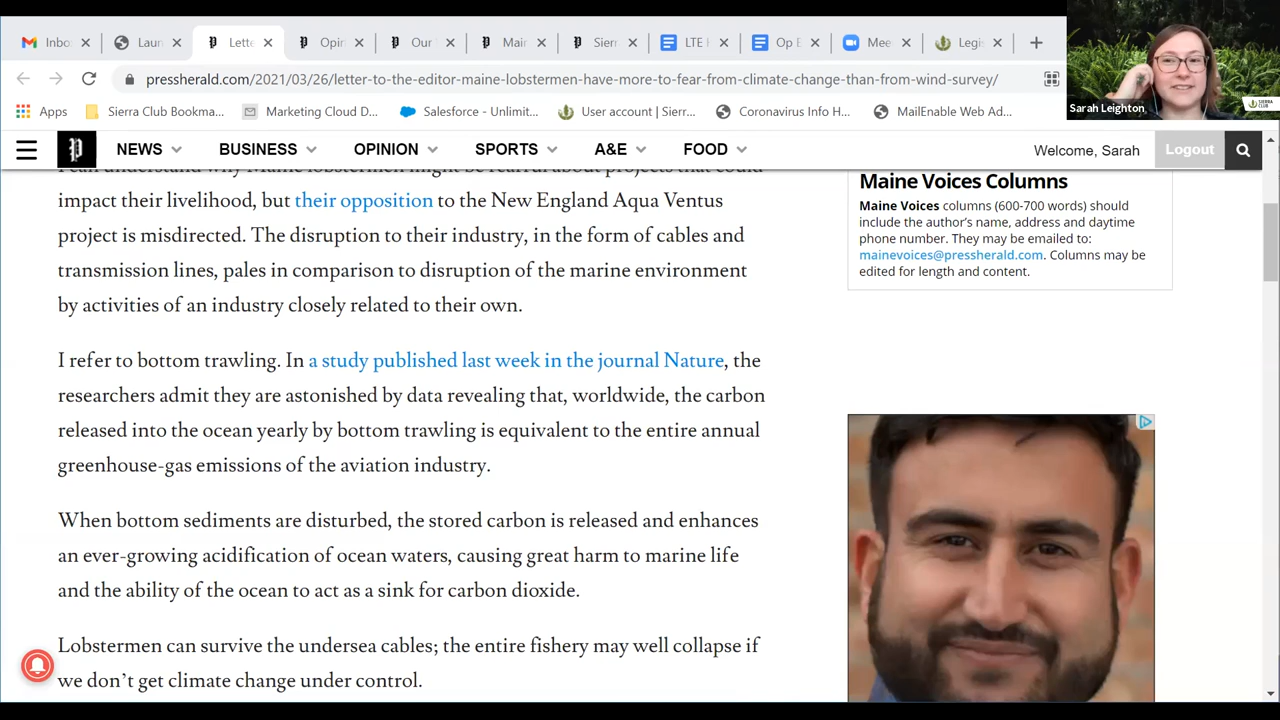 Inbo
Laun
Lette
Opin
Our
Main
Sierr
LTE
Op E
Mee
Legis
pressherald.com/2021/03/26/letter-to-the-editor-maine-lobstermen-have-more-to-fear-from-climate-change-than-from-wind-survey/
Sarah Leighton
SIERRA CLUB
Apps
Sierra Club Bookma...
Marketing Cloud D...
Salesforce - Unlimit...
User account | Sierr...
Coronavirus Info H...
MailEnable Web Ad...
NEWS
BUSINESS
OPINION
SPORTS
A&E
FOOD
Welcome, Sarah
Logout
I can understand why Maine lobstermen might be fearful about projects that could
impact their livelihood, but their opposition to the New England Aqua Ventus
project is misdirected. The disruption to their industry, in the form of cables and
transmission lines, pales in comparison to disruption of the marine environment
by activities of an industry closely related to their own.
I refer to bottom trawling. In a study published last week in the journal Nature, the
researchers admit they are astonished by data revealing that, worldwide, the carbon
released into the ocean yearly by bottom trawling is equivalent to the entire annual
greenhouse-gas emissions of the aviation industry.
When bottom sediments are disturbed, the stored carbon is released and enhances
an ever-growing acidification of ocean waters, causing great harm to marine life
and the ability of the ocean to act as a sink for carbon dioxide.
Lobstermen can survive the undersea cables; the entire fishery may well collapse if
we don’t get climate change under control.
Maine Voices Columns
Maine Voices columns (600-700 words) should
include the author's name, address and daytime
phone number. They may be emailed to:
mainevoices@pressherald.com. Columns may be
edited for length and content.